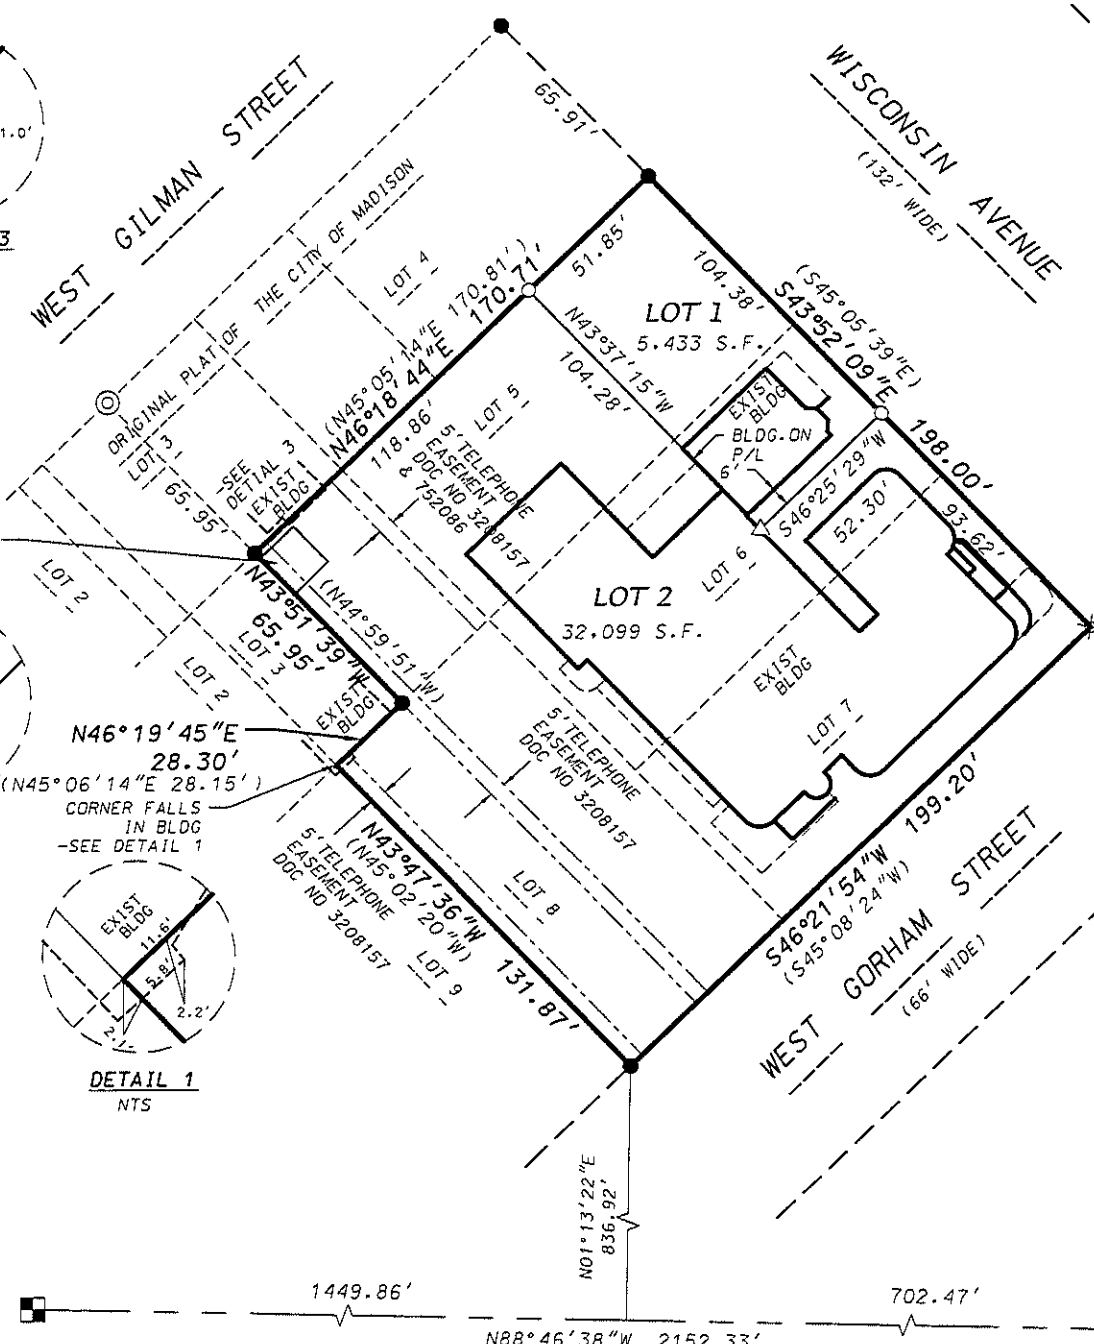 WEST GILMAN STREET
WISCONSIN AVENUE
(132' WIDE)
65.91'
1.0'
3
ORIGINAL PLAT OF THE CITY OF MADISON
LOT 4
LOT 3
65.95'
(N45°05'14"E 170.81')
N46°18'44"E 170.71'
51.85'
118.86'
104.38'
(S45°05'39"E)
S43°52'09"E
198.00'
LOT 1
5.433 S.F.
N43°37'15"W
104.28'
LOT 5
5' TELEPHONE
EASEMENT
DOC NO 3208157
& 752086
-SEE
DETIAL 3
EXIST
BLDG
EXIST
BLDG
BLDG.ON
P/L
6'
S46°25'29"W
52.30'
93.62'
LOT 6
LOT 2
32.099 S.F.
EXIST
BLDG
LOT 7
LOT 2
LOT 3
LOT 2
N43°51'39"W
65.95'
(N44°59'51"W)
EXIST
BLDG
N46°19'45"E
28.30'
(N45°06'14"E 28.15')
CORNER FALLS
IN BLDG
-SEE DETAIL 1
5' TELEPHONE
EASEMENT
DOC NO 3208157
N43°47'36"W
131.87'
(N45°02'20"W)
5' TELEPHONE
EASEMENT
DOC NO 3208157
LOT 8
LOT 9
S46°21'54"W 199.20'
(S45°08'24"W)
WEST GORHAM STREET
(66' WIDE)
EXIST
BLDG
11.6'
5.8'
2.2'
DETAIL 1
NTS
N01°13'22"E
836.92'
1449.86'
702.47'
N88°46'38"W 2152.33'